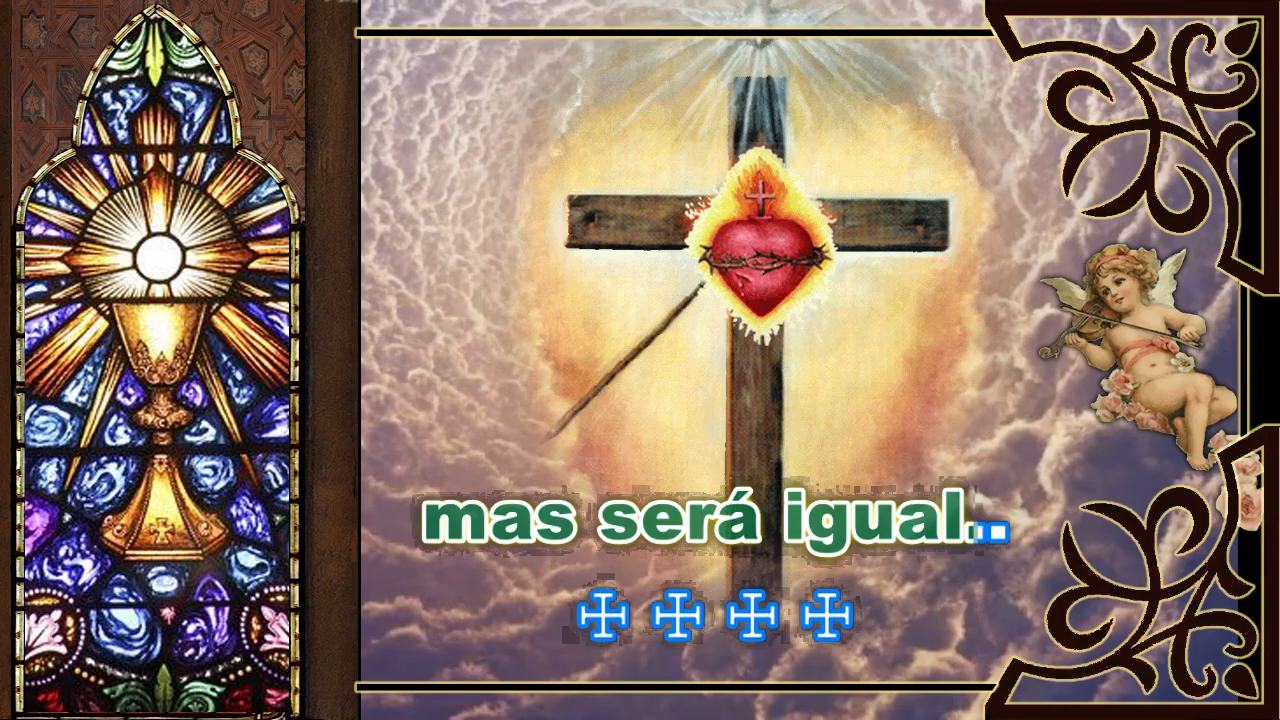 mas será igual...
✠ ✠ ✠ ✠